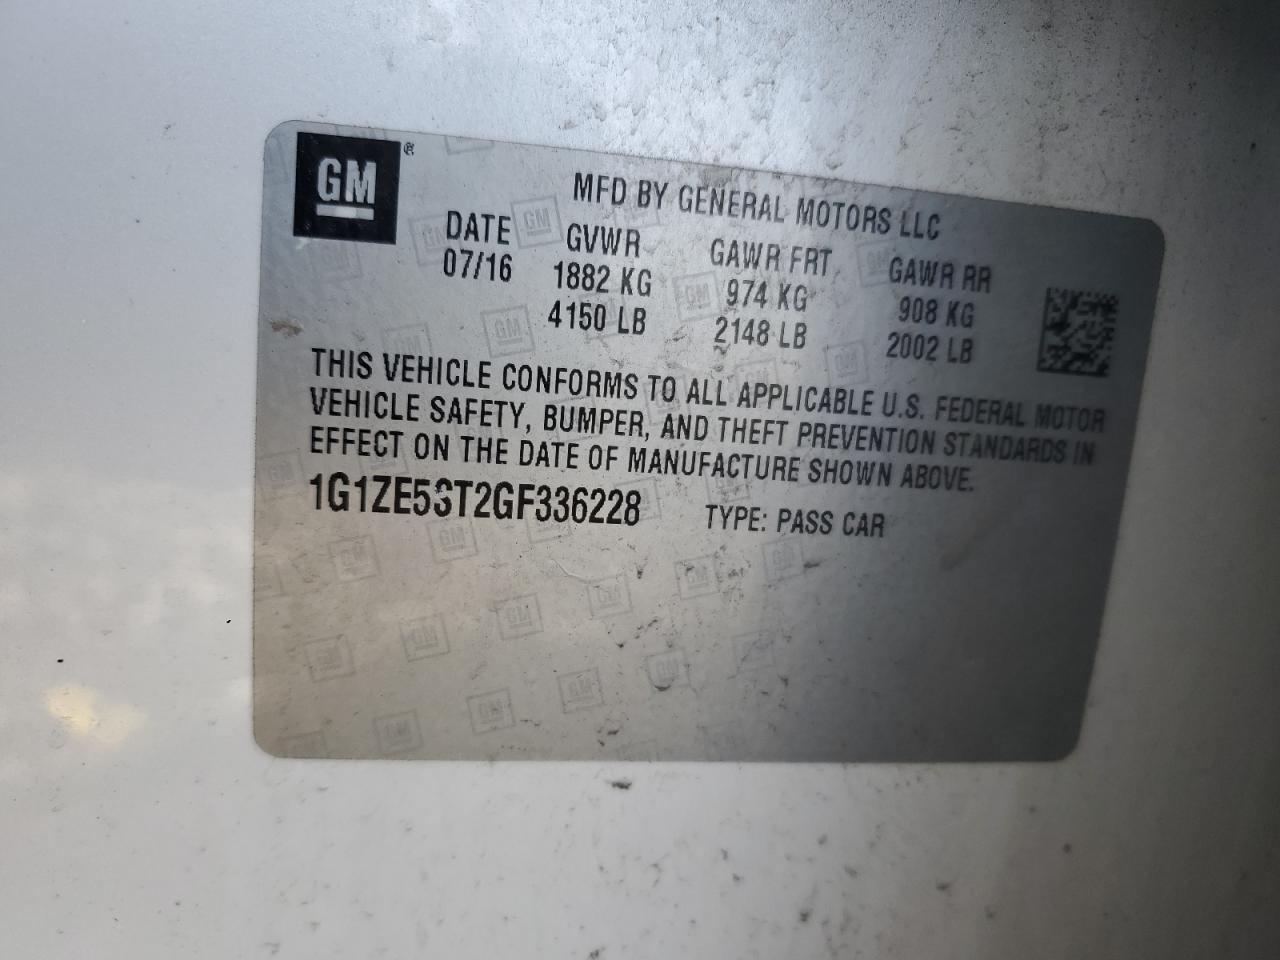 GM®
MFD BY GENERAL MOTORS LLC
DATE GVWR GAWR FRT GAWR RR
07/16 1882 KG 974 KG 908 KG
4150 LB 2148 LB 2002 LB
THIS VEHICLE CONFORMS TO ALL APPLICABLE U.S. FEDERAL MOTOR
VEHICLE SAFETY, BUMPER, AND THEFT PREVENTION STANDARDS IN
EFFECT ON THE DATE OF MANUFACTURE SHOWN ABOVE.
1G1ZE5ST2GF336228 TYPE: PASS CAR